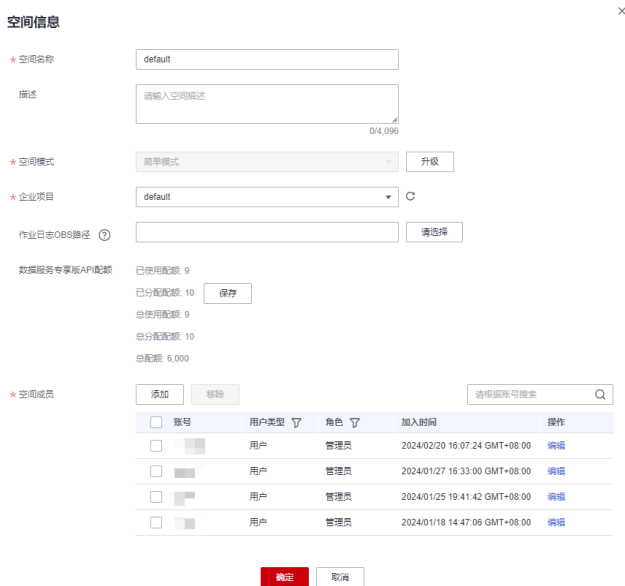 空间信息
* 空间名称 default
描述 请输入空间描述
0/4,096
* 空间模式 简单模式 升级
* 企业项目 default
作业日志OBS路径 ? 请选择
数据服务专享版API配额 已使用配额: 9
已分配配额: 10 保存
总使用配额: 9
总分配配额: 10
总配额: 6,000
* 空间成员 添加 移除 请根据账号搜索
账号 用户类型 角色 加入时间 操作
用户 管理员 2024/02/20 16:07:24 GMT+08:00 编辑
用户 管理员 2024/01/27 16:33:00 GMT+08:00 编辑
用户 管理员 2024/01/25 19:41:42 GMT+08:00 编辑
用户 管理员 2024/01/18 14:47:06 GMT+08:00 编辑
确定 取消